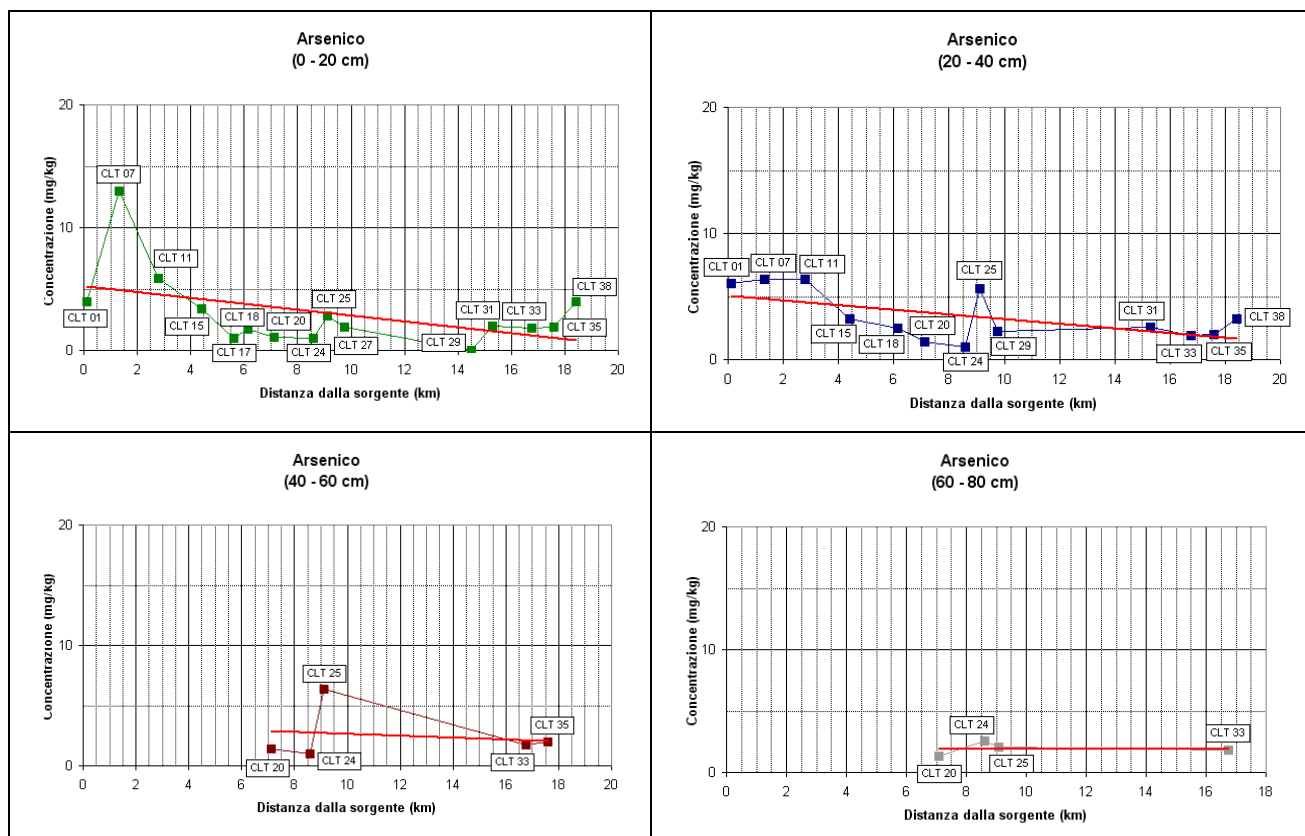 Arsenico
(0 - 20 cm)
Concentrazione (mg/kg)
20
10
0
CLT 01
CLT 07
CLT 11
CLT 15
CLT 17
CLT 18
CLT 20
CLT 24
CLT 25
CLT 27
CLT 29
CLT 31
CLT 33
CLT 35
CLT 38
0 2 4 6 8 10 12 14 16 18 20
Distanza dalla sorgente (km)
Arsenico
(20 - 40 cm)
Concentrazione (mg/kg)
20
10
0
CLT 01
CLT 07
CLT 11
CLT 15
CLT 18
CLT 20
CLT 24
CLT 25
CLT 29
CLT 31
CLT 33
CLT 35
CLT 38
0 2 4 6 8 10 12 14 16 18 20
Distanza dalla sorgente (km)
Arsenico
(40 - 60 cm)
Concentrazione (mg/kg)
20
10
0
CLT 20
CLT 24
CLT 25
CLT 33
CLT 35
0 2 4 6 8 10 12 14 16 18 20
Distanza dalla sorgente (km)
Arsenico
(60 - 80 cm)
Concentrazione (mg/kg)
20
10
0
CLT 20
CLT 24
CLT 25
CLT 33
0 2 4 6 8 10 12 14 16 18
Distanza dalla sorgente (km)